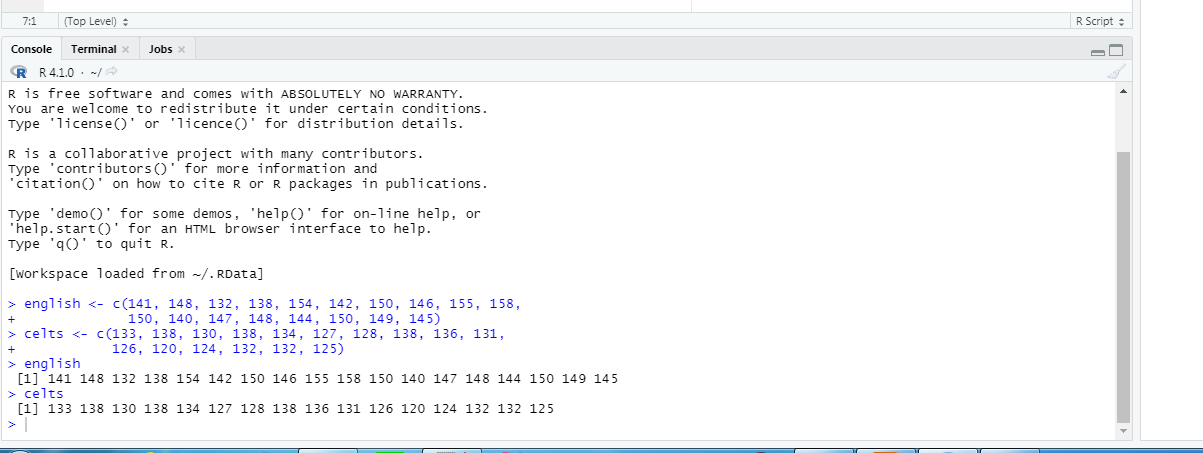 7:1 (Top Level) R Script
Console Terminal Jobs
R 4.1.0 · ~/
R is free software and comes with ABSOLUTELY NO WARRANTY.
You are welcome to redistribute it under certain conditions.
Type 'license()' or 'licence()' for distribution details.
R is a collaborative project with many contributors.
Type 'contributors()' for more information and
'citation()' on how to cite R or R packages in publications.
Type 'demo()' for some demos, 'help()' for on-line help, or
'help.start()' for an HTML browser interface to help.
Type 'q()' to quit R.
[Workspace loaded from ~/.RData]
> english <- c(141, 148, 132, 138, 154, 142, 150, 146, 155, 158,
+ 150, 140, 147, 148, 144, 150, 149, 145)
> celts <- c(133, 138, 130, 138, 134, 127, 128, 138, 136, 131,
+ 126, 120, 124, 132, 132, 125)
> english
[1] 141 148 132 138 154 142 150 146 155 158 150 140 147 148 144 150 149 145
> celts
[1] 133 138 130 138 134 127 128 138 136 131 126 120 124 132 132 125
>